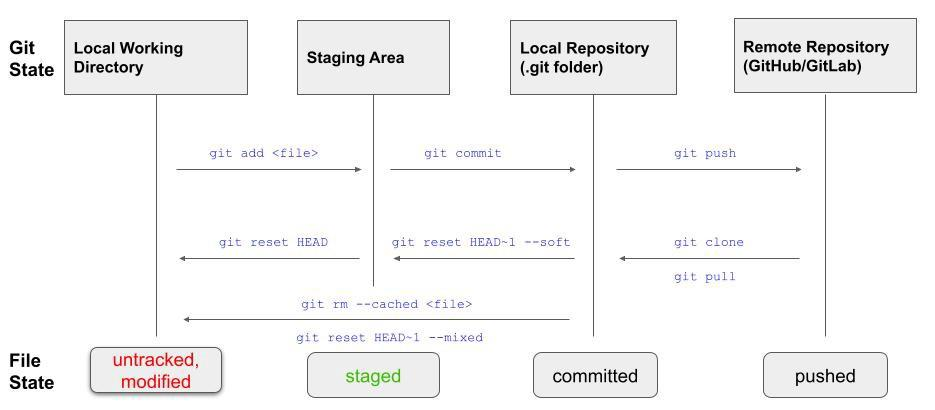 Git
State
Local Working
Directory
Staging Area
Local Repository
(.git folder)
Remote Repository
(GitHub/GitLab)
git add <file>
git commit
git push
git reset HEAD
git reset HEAD~1 --soft
git clone
git pull
git rm --cached <file>
git reset HEAD~1 --mixed
File
State
untracked,
modified
staged
committed
pushed